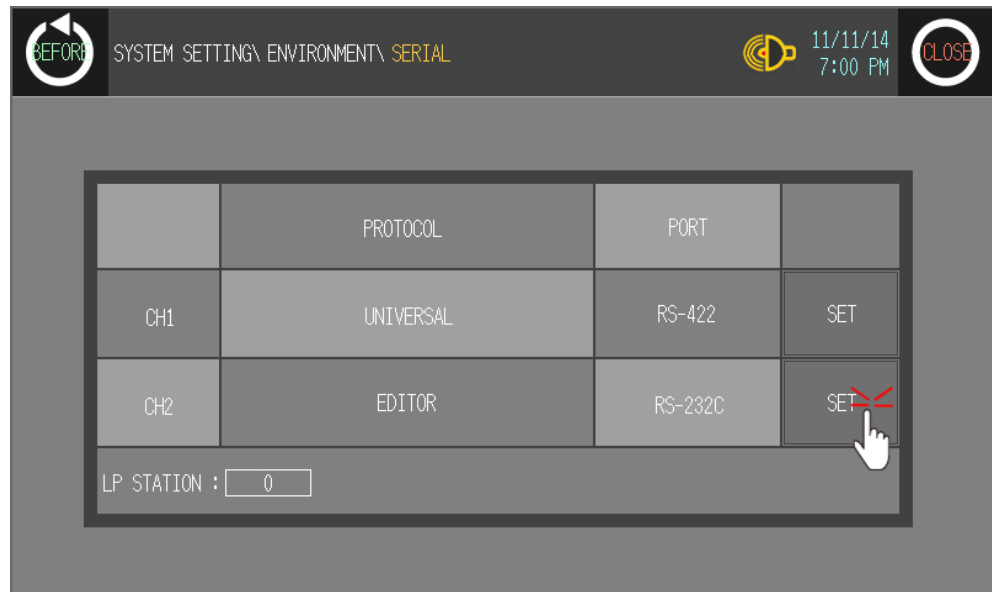 BEFORE SYSTEM SETTING\ ENVIRONMENT\ SERIAL 11/11/14 CLOSE
7:00 PM
PROTOCOL PORT
CH1 UNIVERSAL RS-422 SET
CH2 EDITOR RS-232C SET
LP STATION : 0